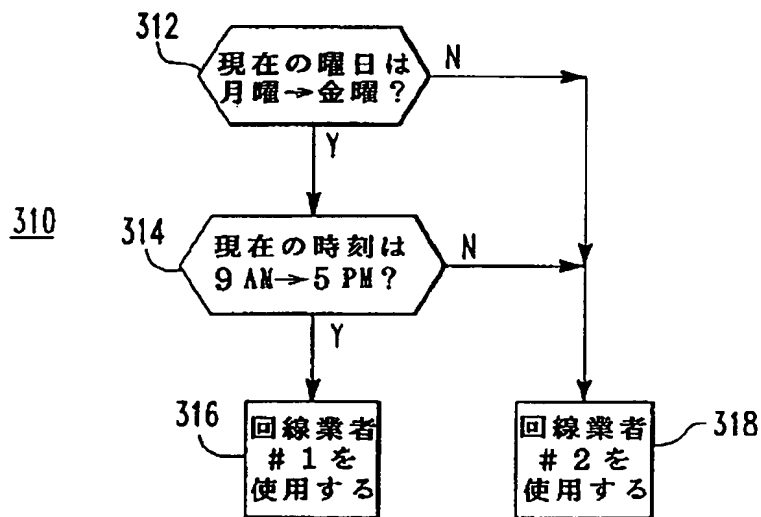 312
現在の曜日は
月曜→金曜？
N
Y
310
314
現在の時刻は
9 AM→5 PM？
N
Y
316
回線業者
＃1を
使用する
回線業者
＃2を
使用する
318